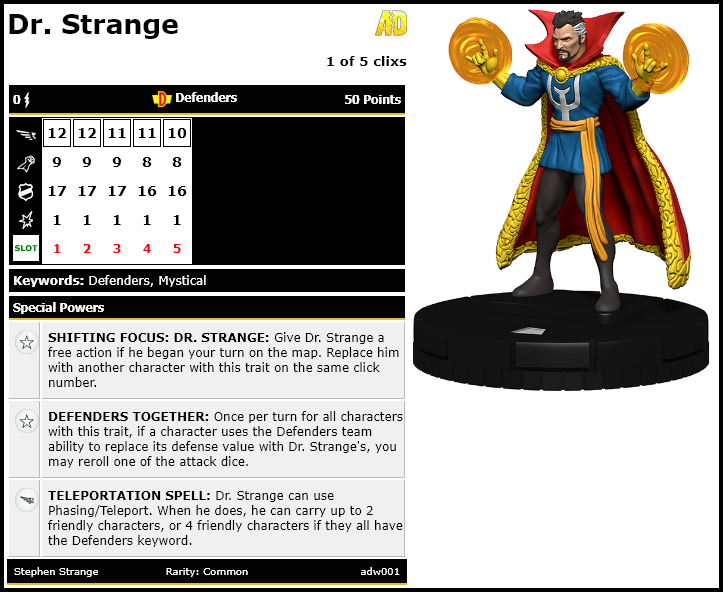 Dr. Strange
AD
1 of 5 clixs
0 Defenders 50 Points
12 12 11 11 10
9 9 9 8 8
17 17 17 16 16
1 1 1 1 1
SLOT 1 2 3 4 5
Keywords: Defenders, Mystical
Special Powers
SHIFTING FOCUS: DR. STRANGE: Give Dr. Strange a
free action if he began your turn on the map. Replace him
with another character with this trait on the same click
number.
DEFENDERS TOGETHER: Once per turn for all characters
with this trait, if a character uses the Defenders team
ability to replace its defense value with Dr. Strange's, you
may reroll one of the attack dice.
TELEPORTATION SPELL: Dr. Strange can use
Phasing/Teleport. When he does, he can carry up to 2
friendly characters, or 4 friendly characters if they all have
the Defenders keyword.
Stephen Strange Rarity: Common adw001